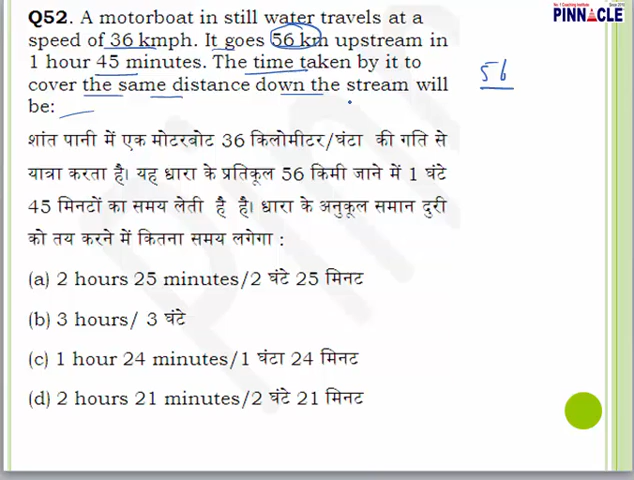 PINNACLE
Q52. A motorboat in still water travels at a
speed of 36 kmph. It goes 56 km upstream in
1 hour 45 minutes. The time taken by it to
cover the same distance down the stream will
be:
56
शांत पानी में एक मोटरबोट 36 किलोमीटर/घंटा की गति से
यात्रा करता है। यह धारा के प्रतिकूल 56 किमी जाने में 1 घंटे
45 मिनटों का समय लेती है है। धारा के अनुकूल समान दुरी
को तय करने में कितना समय लगेगा :
(a) 2 hours 25 minutes/2 घंटे 25 मिनट
(b) 3 hours/ 3 घंटे
(c) 1 hour 24 minutes/1 घंटा 24 मिनट
(d) 2 hours 21 minutes/2 घंटे 21 मिनट